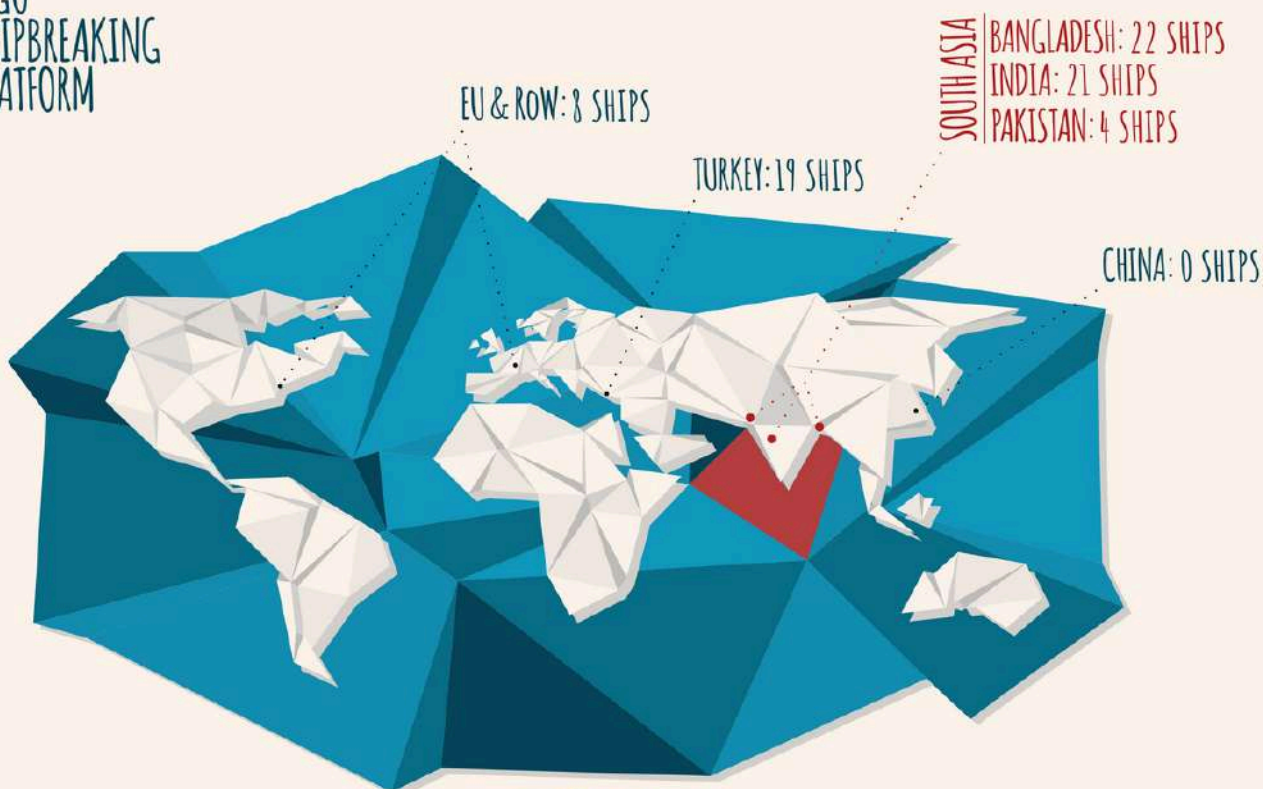 GO
IPBREAKING
ATFORM
EU & ROW: 8 SHIPS
TURKEY: 19 SHIPS
SOUTH ASIA
BANGLADESH: 22 SHIPS
INDIA: 21 SHIPS
PAKISTAN: 4 SHIPS
CHINA: 0 SHIPS